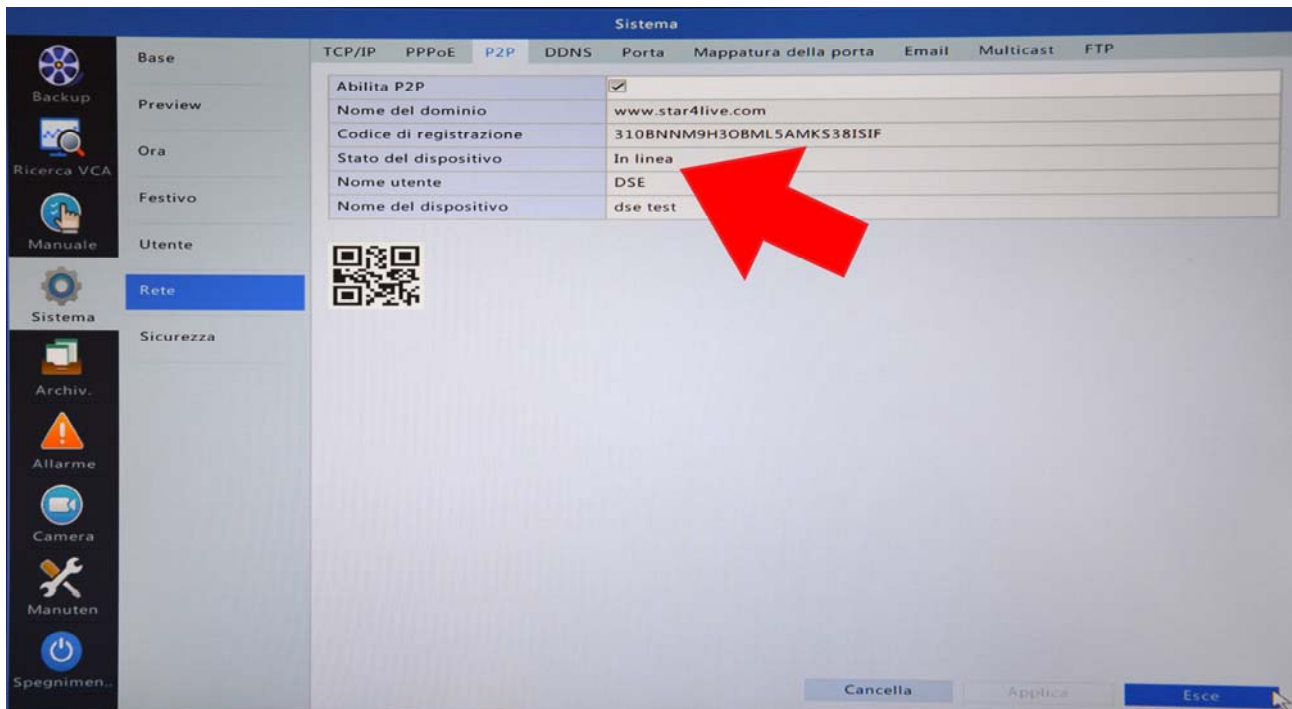 Sistema
Backup
Ricerca VCA
Manuale
Sistema
Archiv.
Allarme
Camera
Manuten
Spegnimen..
Base
Preview
Ora
Festivo
Utente
Rete
Sicurezza
TCP/IP PPPoE P2P DDNS Porta Mappatura della porta Email Multicast FTP
Abilita P2P
Nome del dominio www.star4live.com
Codice di registrazione 310BNNM9H3OBML5AMKS38ISIF
Stato del dispositivo In linea
Nome utente DSE
Nome del dispositivo dse test
Cancella Applica Esce